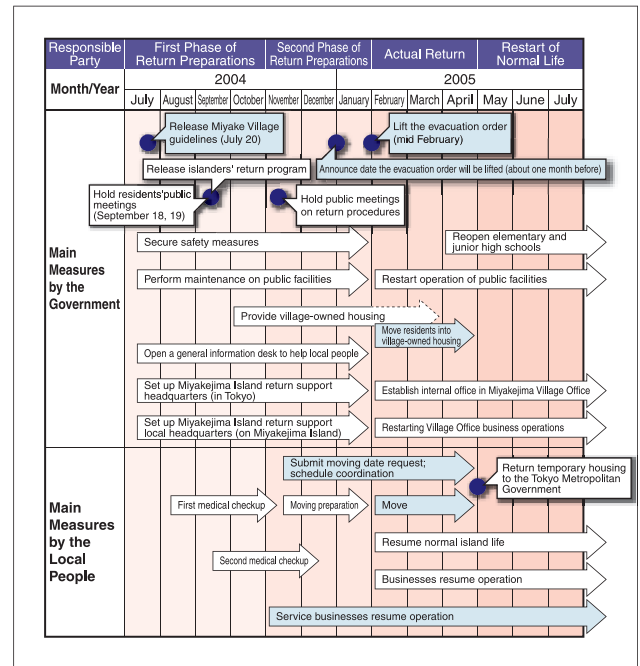 Responsible
Party
First Phase of
Return Preparations
Second Phase of
Return Preparations
Actual Return
Restart of
Normal Life
Month/Year
2004
2005
July
August
September
October
November
December
January
February
March
April
May
June
July
Main
Measures
by the
Government
Release Miyake Village
guidelines (July 20)
Lift the evacuation order
(mid February)
Release islanders' return program
Announce date the evacuation order will be lifted (about one month before)
Hold residents'public
meetings
(September 18, 19)
Hold public meetings
on return procedures
Secure safety measures
Reopen elementary and
junior high schools
Perform maintenance on public facilities
Restart operation of public facilities
Provide village-owned housing
Move residents into
village-owned housing
Open a general information desk to help local people
Set up Miyakejima Island return support
headquarters (in Tokyo)
Establish internal office in Miyakejima Village Office
Set up Miyakejima Island return support
local headquarters (on Miyakejima Island)
Restarting Village Office business operations
Main
Measures
by the
Local
People
Submit moving date request;
schedule coordination
Return temporary housing
to the Tokyo Metropolitan
Government
First medical checkup
Moving preparation
Move
Resume normal island life
Second medical checkup
Businesses resume operation
Service businesses resume operation